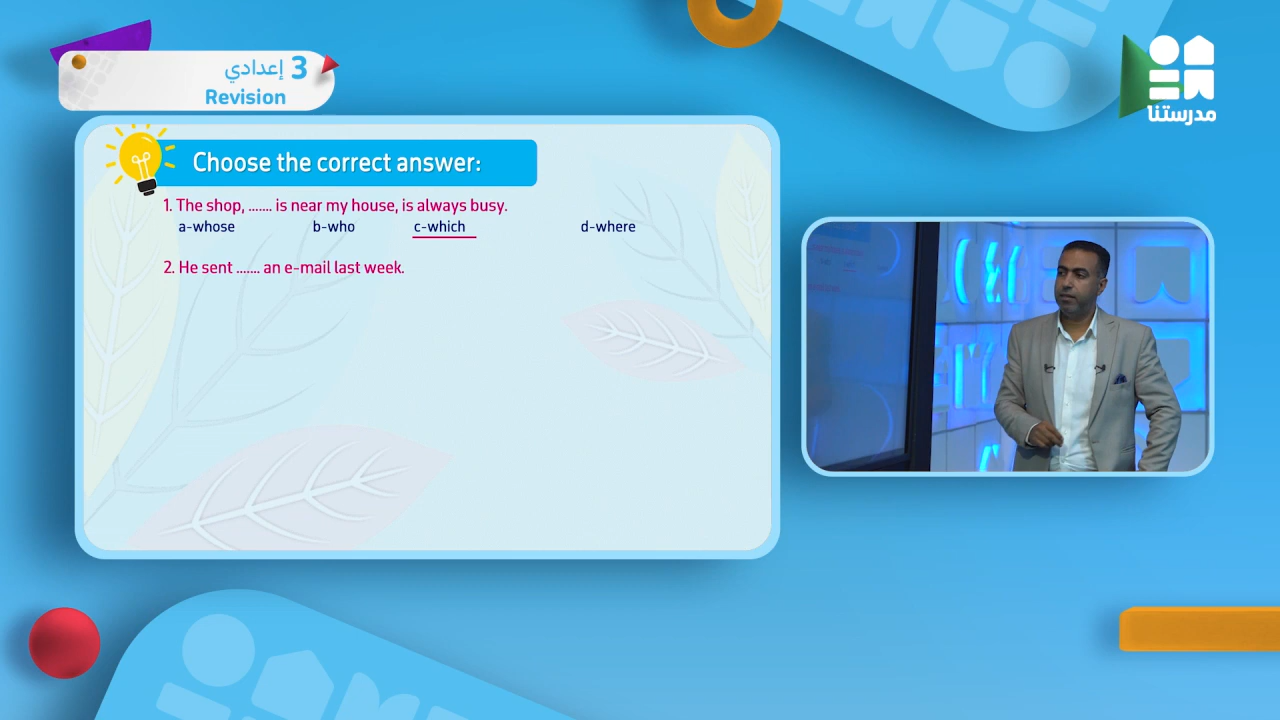 3 إعدادي
Revision
مدرستنا
Choose the correct answer:
1. The shop, ....... is near my house, is always busy.
a-whose b-who c-which d-where
2. He sent ....... an e-mail last week.